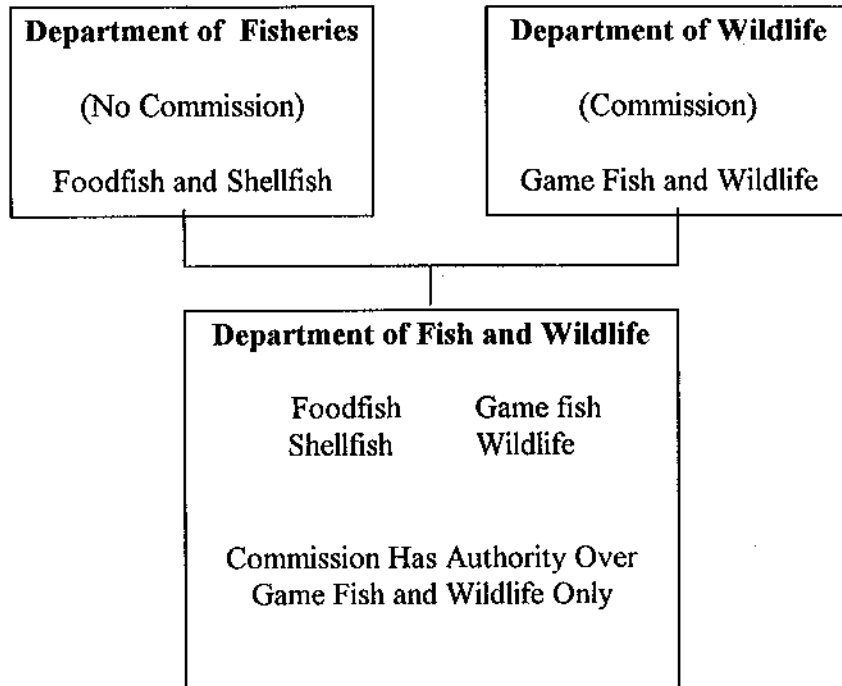 Department of Fisheries
(No Commission)
Foodfish and Shellfish
Department of Wildlife
(Commission)
Game Fish and Wildlife
Department of Fish and Wildlife
Foodfish Game fish
Shellfish Wildlife
Commission Has Authority Over
Game Fish and Wildlife Only